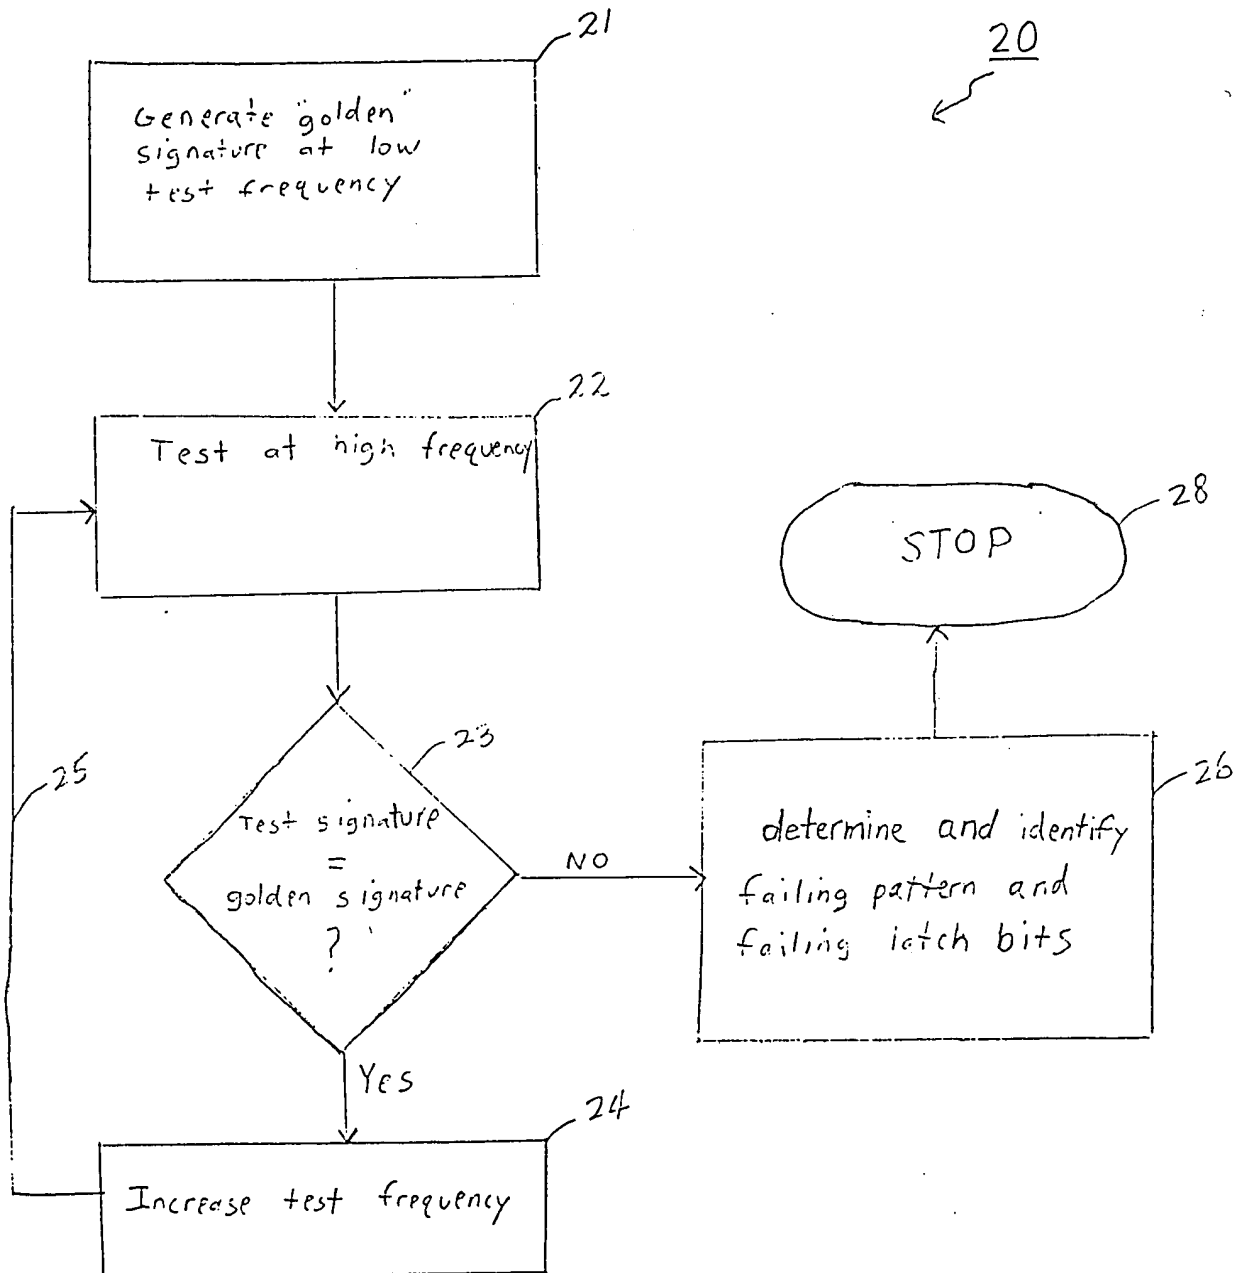 21
20
Generate "golden"
signature at low
test frequency
22
Test at high frequency
28
STOP
23
25
26
Test signature
=
golden signature
?
NO
determine and identify
failing pattern and
failing latch bits
Yes
24
Increase test frequency